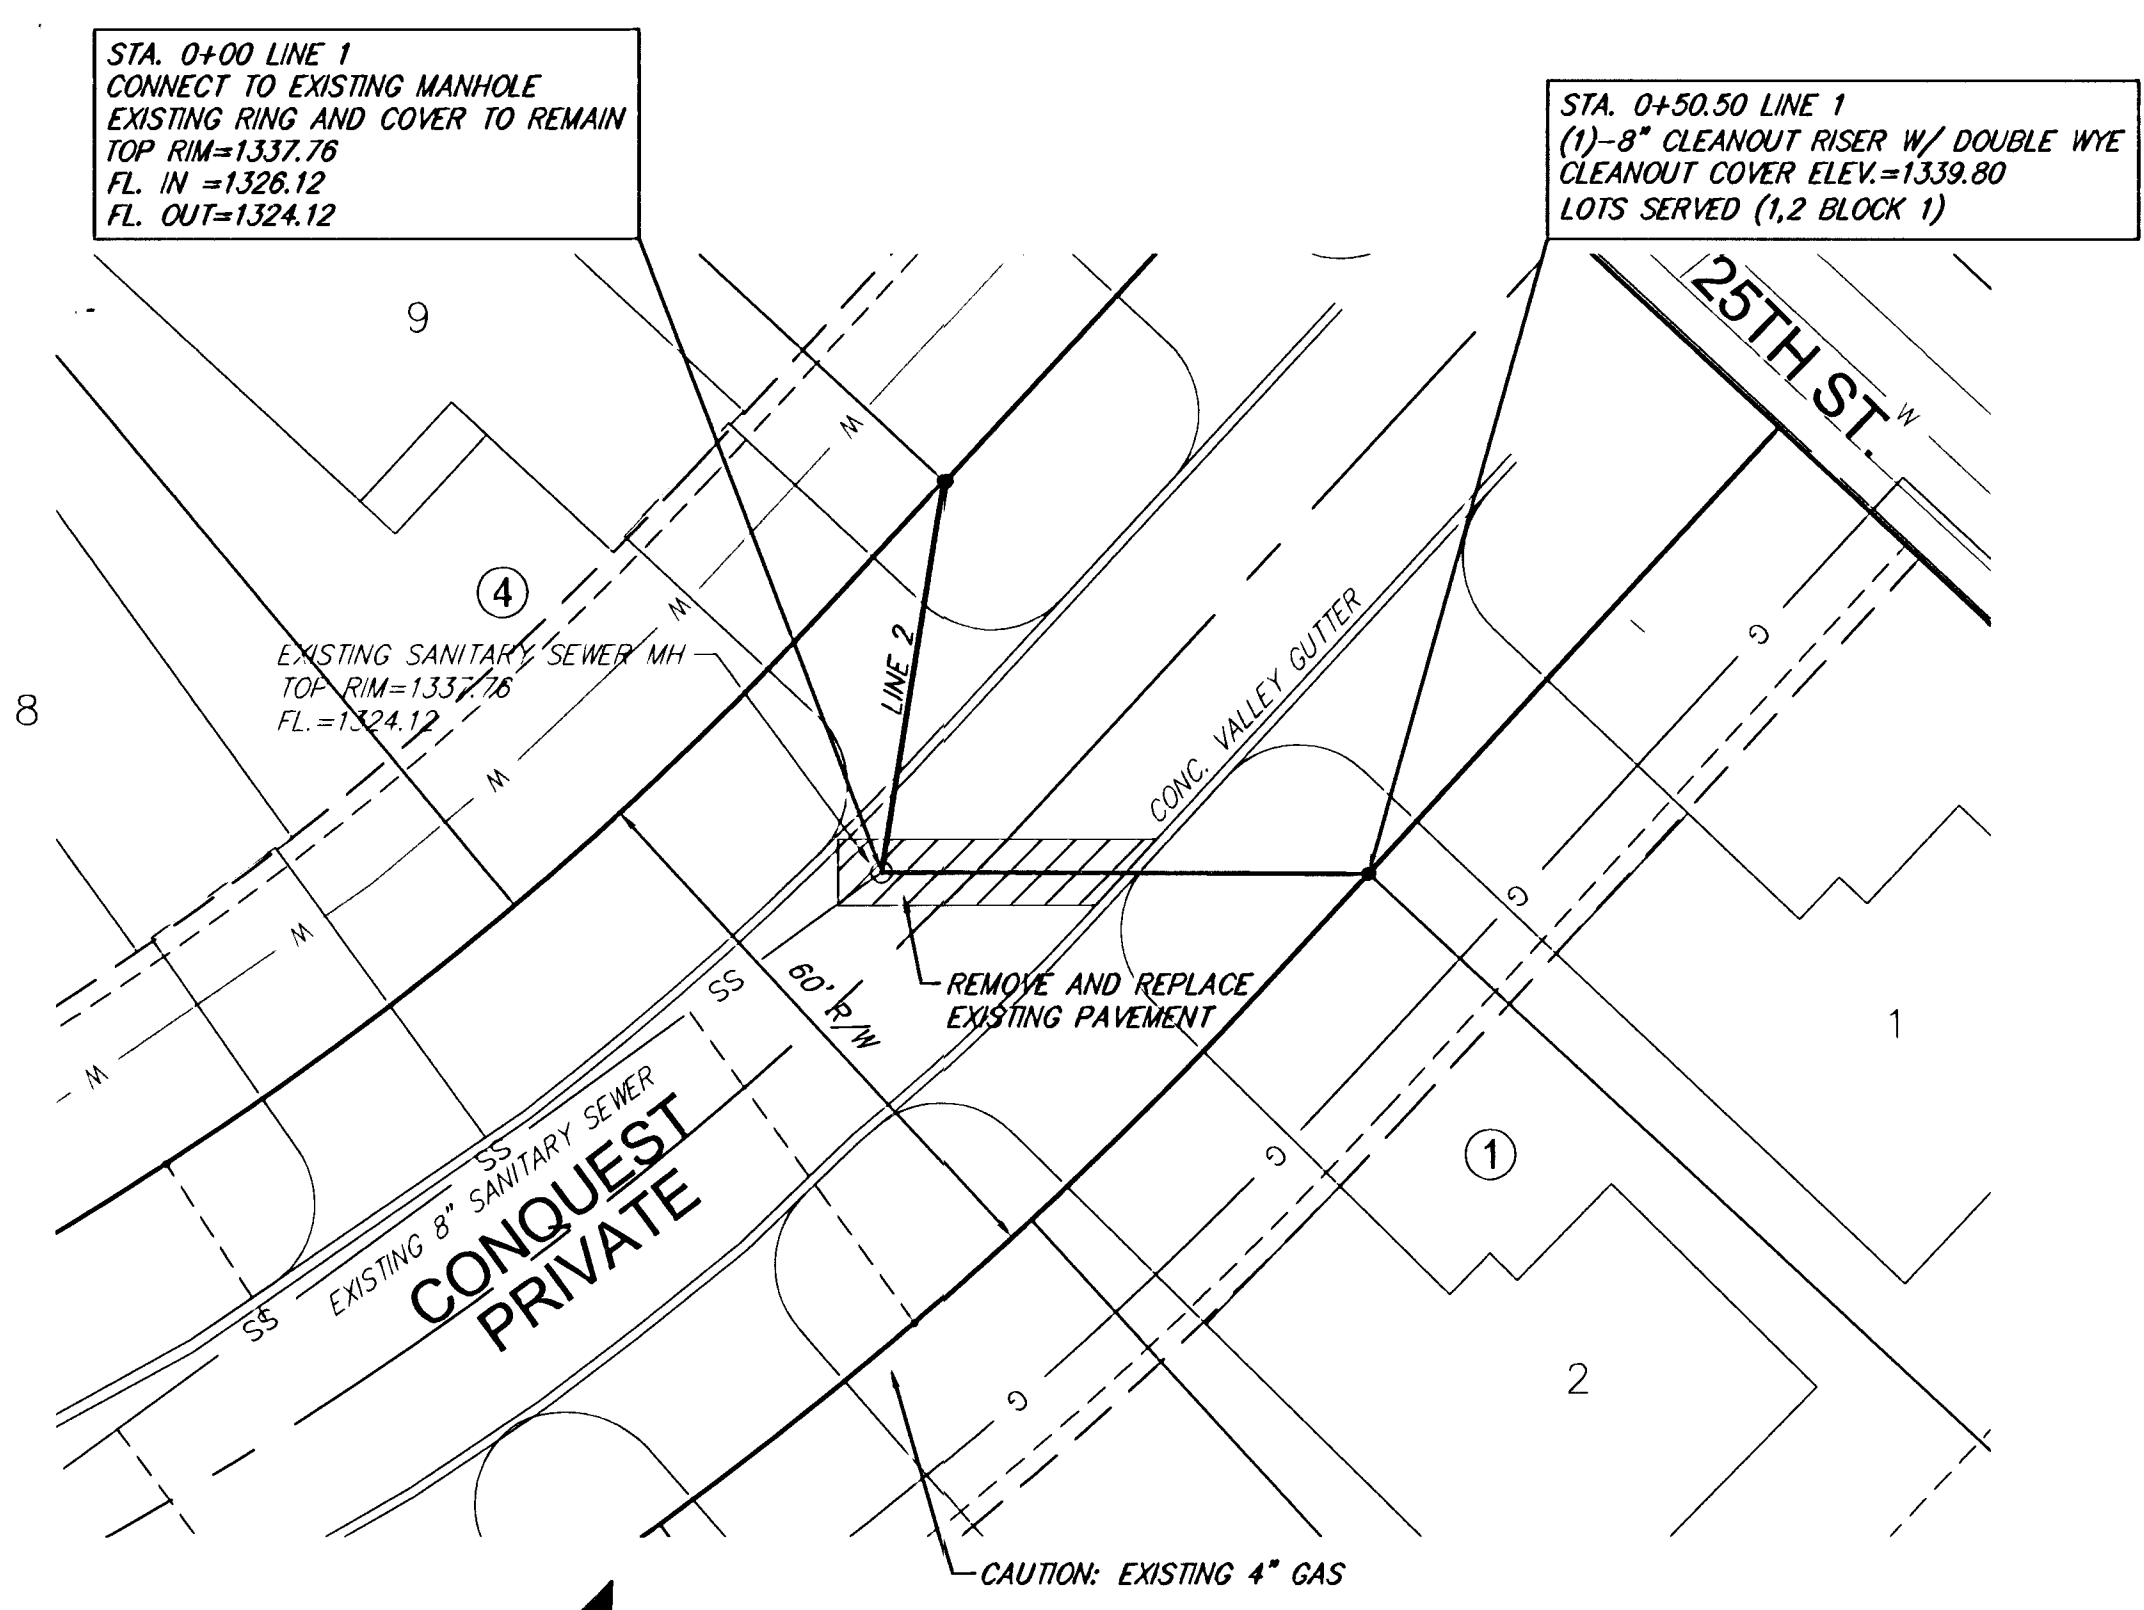 STA. 0+00 LINE 1
CONNECT TO EXISTING MANHOLE
EXISTING RING AND COVER TO REMAIN
TOP RIM=1337.76
FL. IN =1326.12
FL. OUT=1324.12
STA. 0+50.50 LINE 1
(1)-8" CLEANOUT RISER W/ DOUBLE WYE
CLEANOUT COVER ELEV.=1339.80
LOTS SERVED (1,2 BLOCK 1)
9
25TH ST.
W
W
4
W
EXISTING SANITARY SEWER MH
TOP RIM=1337.76
FL.=1324.12
8
LINE 2
CONC. VALLEY GUTTER
G
W
G
W
SS
60' R/W
REMOVE AND REPLACE
EXISTING PAVEMENT
1
W
SS
EXISTING 8" SANITARY SEWER
CONQUEST
PRIVATE
G
1
SS
2
G
CAUTION: EXISTING 4" GAS